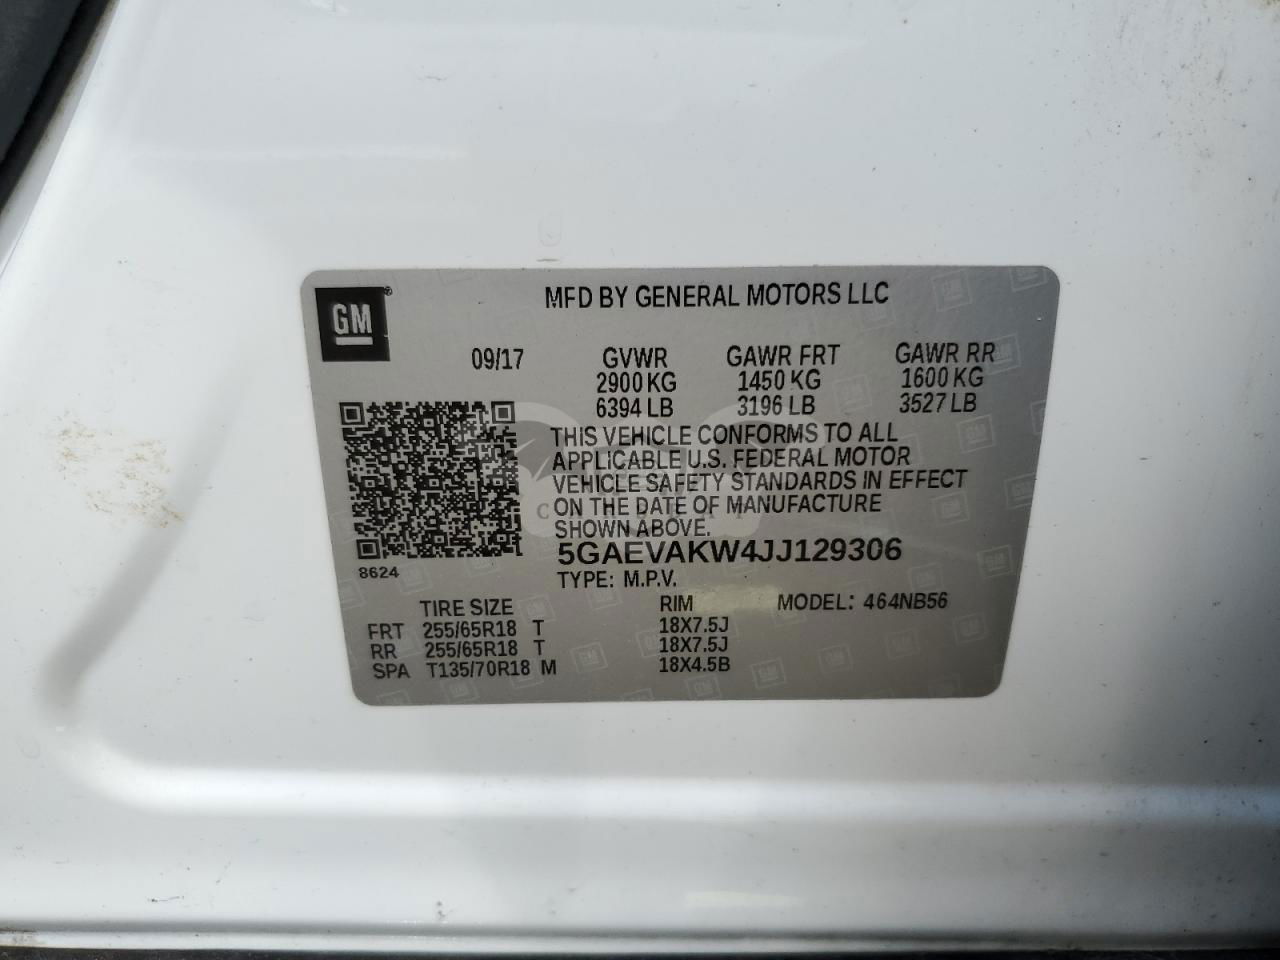 GM
MFD BY GENERAL MOTORS LLC
09/17 GVWR GAWR FRT GAWR RR
2900 KG 1450 KG 1600 KG
6394 LB 3196 LB 3527 LB
THIS VEHICLE CONFORMS TO ALL
APPLICABLE U.S. FEDERAL MOTOR
VEHICLE SAFETY STANDARDS IN EFFECT
ON THE DATE OF MANUFACTURE
SHOWN ABOVE.
5GAEVAKW4JJ129306
8624
TYPE: M.P.V.
TIRE SIZE RIM MODEL: 464NB56
FRT 255/65R18 T 18X7.5J
RR 255/65R18 T 18X7.5J
SPA T135/70R18 M 18X4.5B